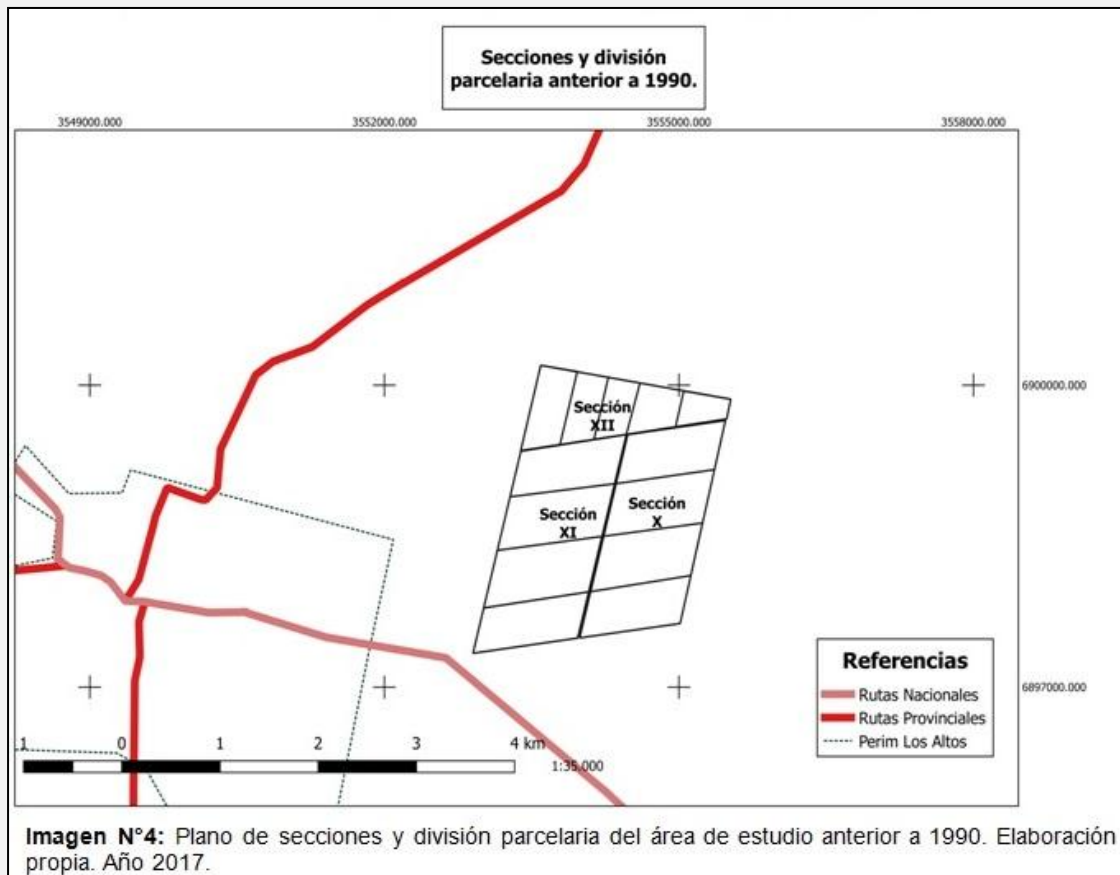 Secciones y división
parcelaria anterior a 1990.
3549000.000
3552000.000
3555000.000
3558000.000
6900000.000
Sección
XII
Sección
XI
Sección
X
6897000.000
Referencias
Rutas Nacionales
Rutas Provinciales
Perim Los Altos
1 0 1 2 3 4 km
1:35.000
Imagen N°4: Plano de secciones y división parcelaria del área de estudio anterior a 1990. Elaboración
propia. Año 2017.